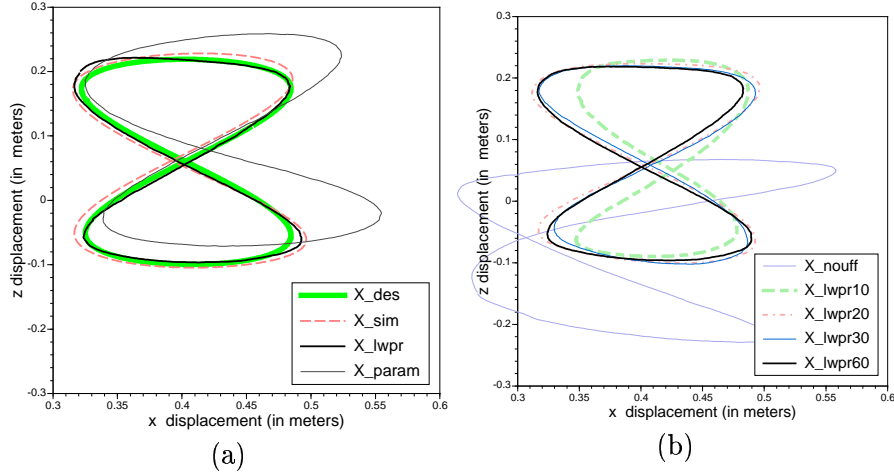 0.3
0.2
0.1
0
-0.1
-0.2
-0.3
z displacement (in meters)
0.3
0.35
0.4
0.45
0.5
0.55
0.6
x displacement (in meters)
X_des
X_sim
X_lwpr
X_param
(a)
0.3
0.2
0.1
0
-0.1
-0.2
-0.3
z displacement (in meters)
0.3
0.35
0.4
0.45
0.5
0.55
0.6
x displacement (in meters)
X_nouff
X_lwpr10
X_lwpr20
X_lwpr30
X_lwpr60
(b)